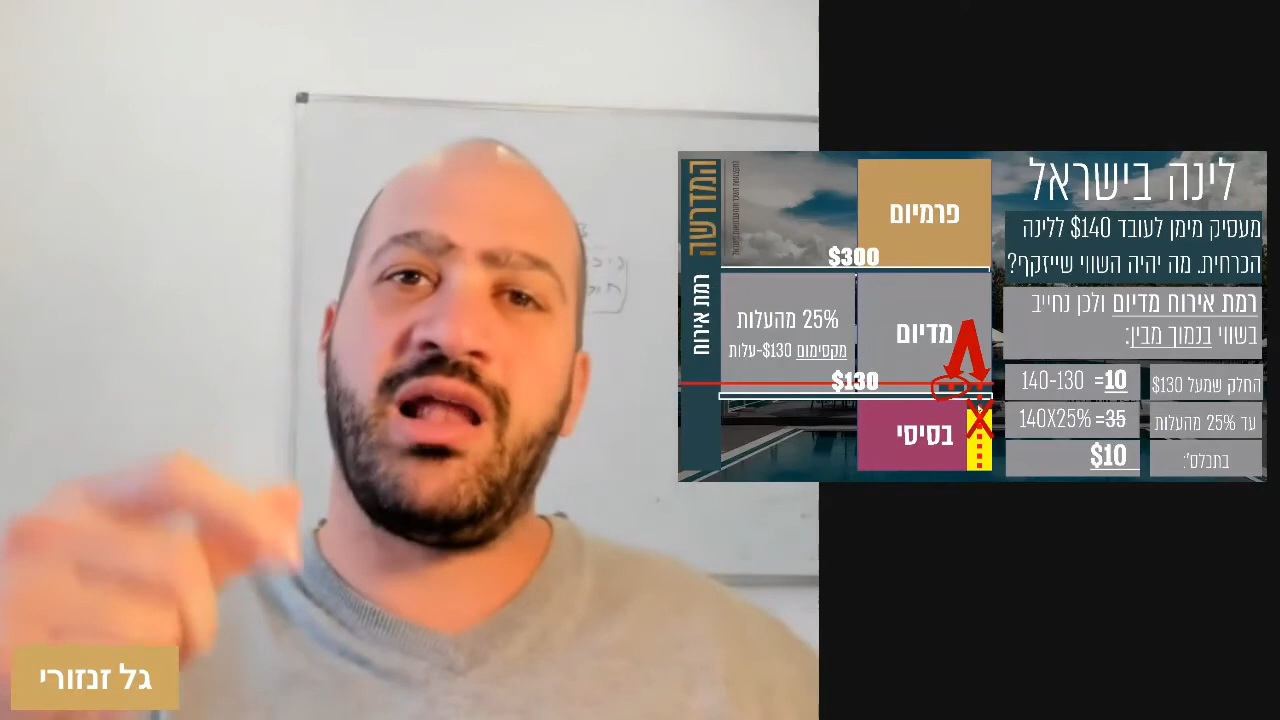 לינה בישראל
מעסיק מימן לעובד $140 ללינה
הכרחית. מה יהיה השווי שייזקף?
רמת אירוח מדיום ולכן נחייב
בשווי בנמוך מבין:
החלק שמעל $130
140-130 =10
עד 25% מהעלות
140X25% =35
בתכלס':
$10
פרמיום
$300
מדיום
25% מהעלות
מקסימום $130-עלות
$130
בסיסי
המדרשה
רמת אירוח
גל זנזורי